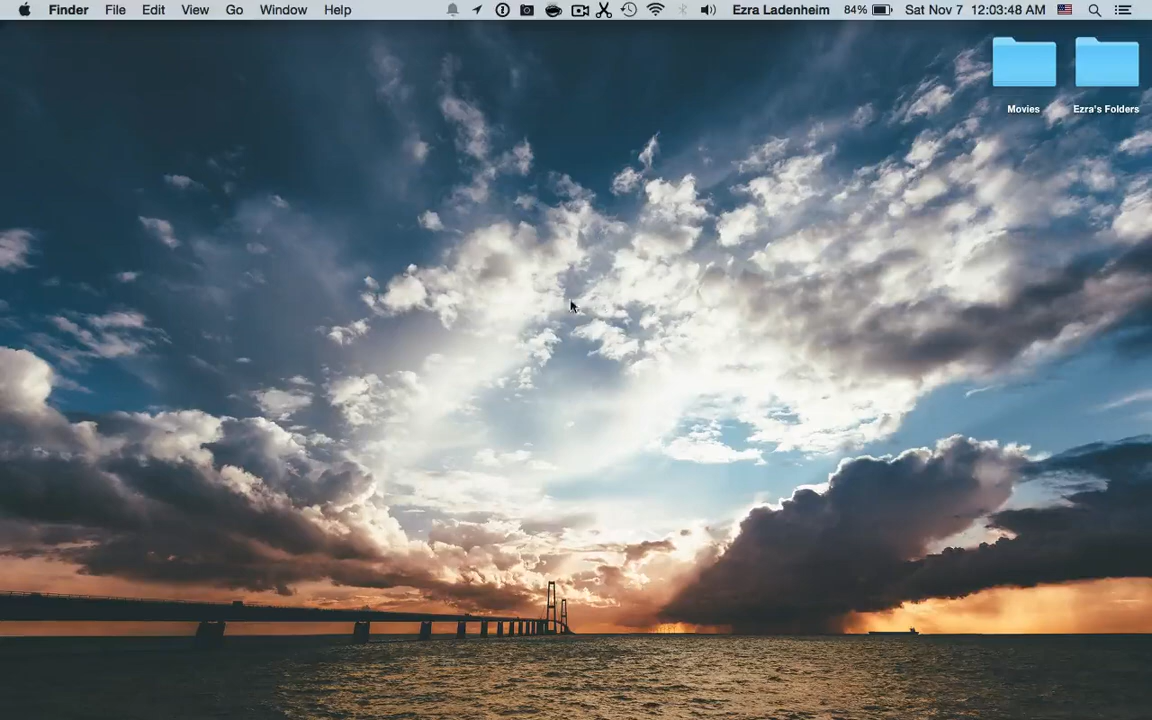 Finder File Edit View Go Window Help Ezra Ladenheim 84% Sat Nov 7 12:03:48 AM
Movies Ezra's Folders